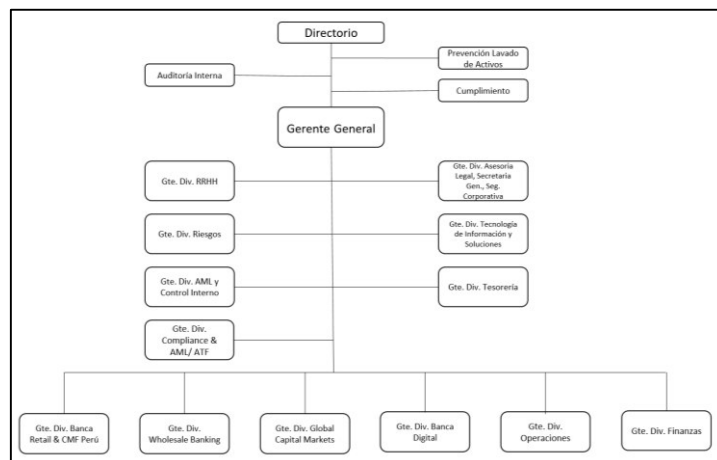 Directorio
Prevención Lavado
de Activos
Auditoría Interna
Cumplimiento
Gerente General
Gte. Div. RRHH
Gte. Div. Asesoría
Legal, Secretaría
Gen., Seg.
Corporativa
Gte. Div. Riesgos
Gte. Div. Tecnología
de Información y
Soluciones
Gte. Div. AML y
Control Interno
Gte. Div. Tesorería
Gte. Div.
Compliance &
AML/ ATF
Gte. Div. Banca
Retail & CMF Perú
Gte. Div.
Wholesale Banking
Gte. Div. Global
Capital Markets
Gte. Div. Banca
Digital
Gte. Div.
Operaciones
Gte. Div. Finanzas